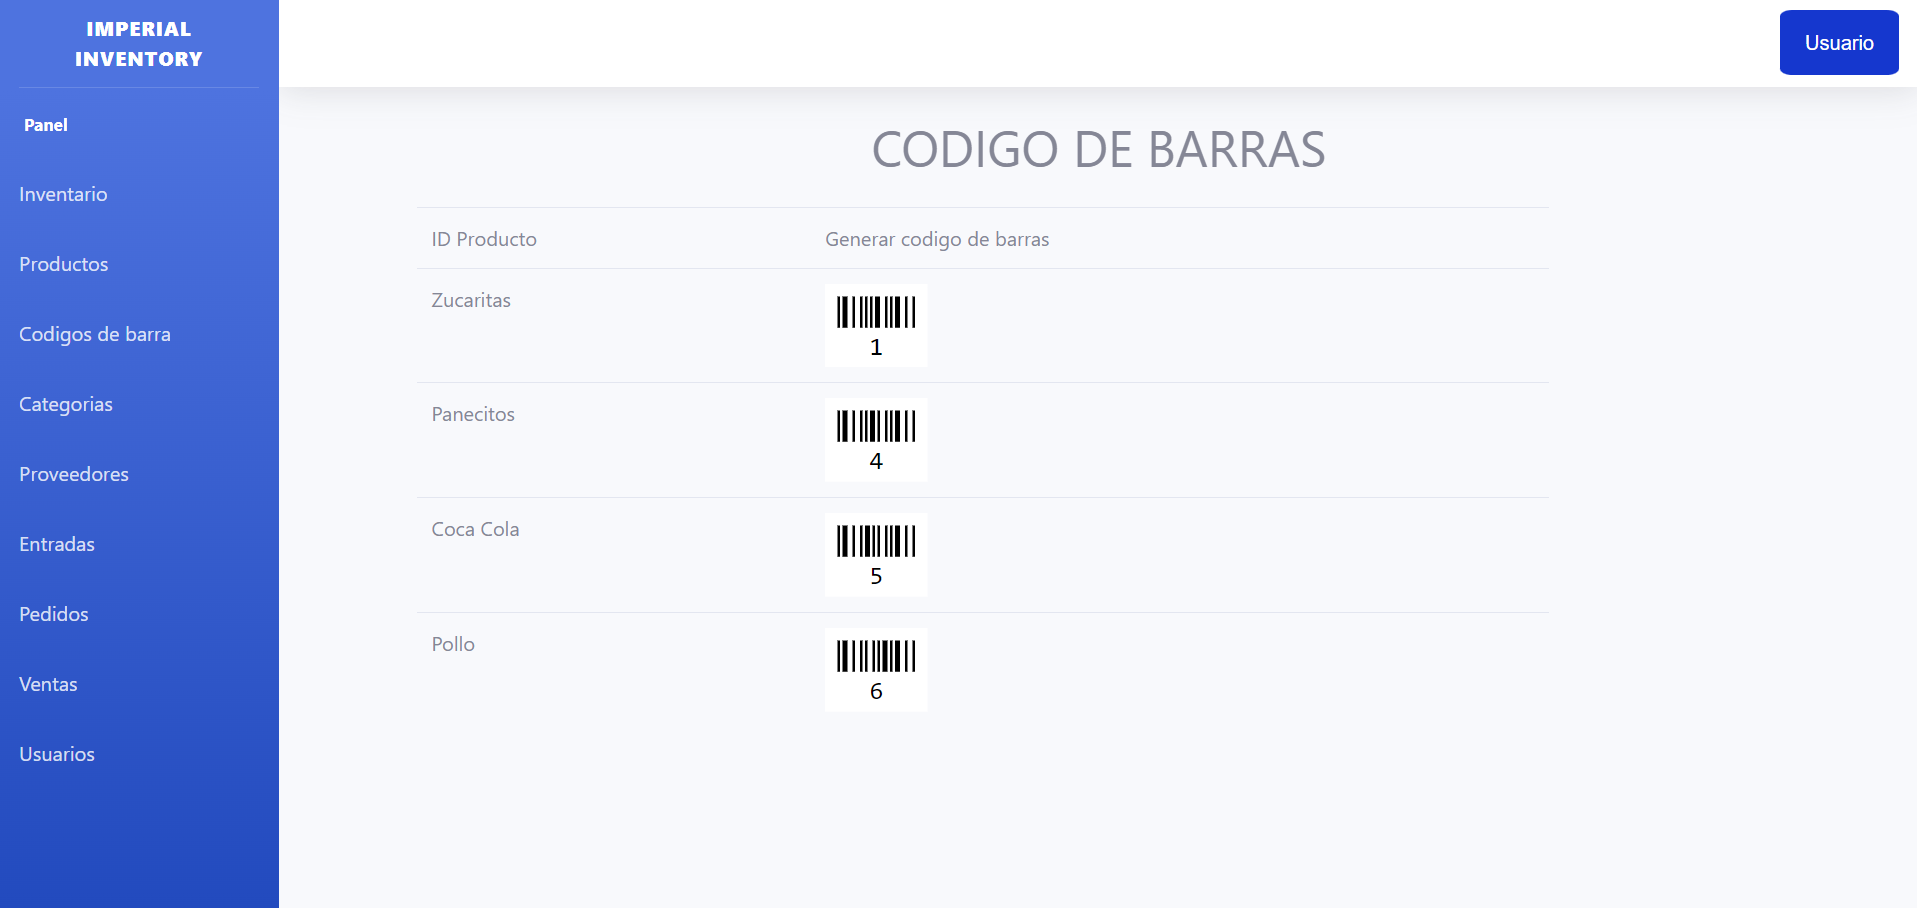 IMPERIAL
INVENTORY
Usuario
Panel
Inventario
Productos
Codigos de barra
Categorias
Proveedores
Entradas
Pedidos
Ventas
Usuarios
CODIGO DE BARRAS
ID Producto Generar codigo de barras
Zucaritas
1
Panecitos
4
Coca Cola
5
Pollo
6